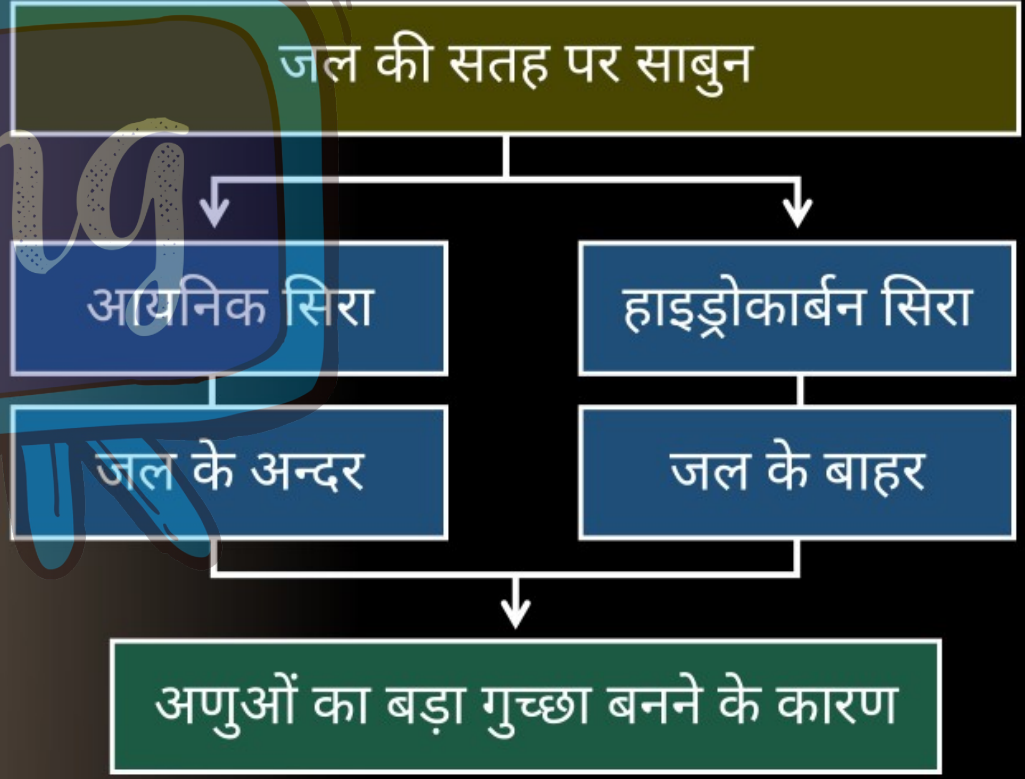 जल की सतह पर साबुन
आयनिक सिरा
हाइड्रोकार्बन सिरा
जल के अन्दर
जल के बाहर
अणुओं का बड़ा गुच्छा बनने के कारण